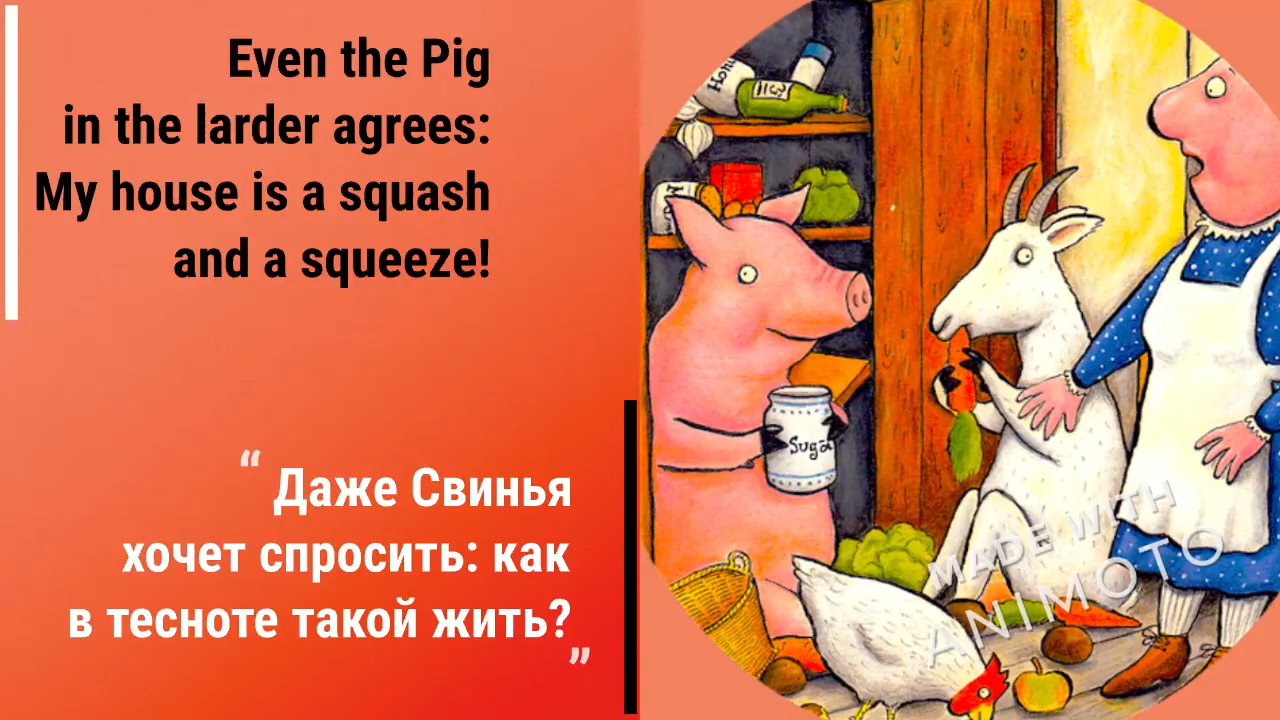 Even the Pig
in the larder agrees:
My house is a squash
and a squeeze!
“ Даже Свинья
хочет спросить: как
в тесноте такой жить?
”
Suga
MADE WITH
ANIMOTO